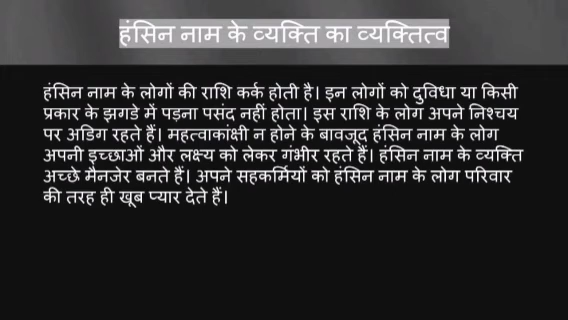 हंसिन नाम के व्यक्ति का व्यक्तित्व
हंसिन नाम के लोगों की राशि कर्क होती है। इन लोगों को दुविधा या किसी
प्रकार के झगडे में पड़ना पसंद नहीं होता। इस राशि के लोग अपने निश्चय
पर अडिग रहते हैं। महत्वाकांक्षी न होने के बावजूद हंसिन नाम के लोग
अपनी इच्छाओं और लक्ष्य को लेकर गंभीर रहते हैं। हंसिन नाम के व्यक्ति
अच्छे मैनजेर बनते हैं। अपने सहकर्मियों को हंसिन नाम के लोग परिवार
की तरह ही खूब प्यार देते हैं।